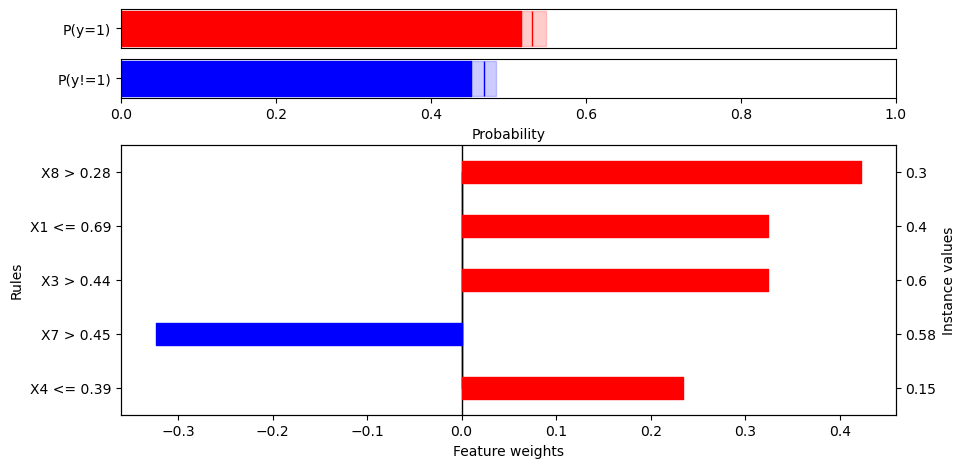 P(y=1)
P(y!=1)
0.0 0.2 0.4 0.6 0.8 1.0
Probability
X8 > 0.28 0.3
X1 <= 0.69 0.4
X3 > 0.44 0.6
X7 > 0.45 0.58
X4 <= 0.39 0.15
Rules
Instance values
−0.3 −0.2 −0.1 0.0 0.1 0.2 0.3 0.4
Feature weights